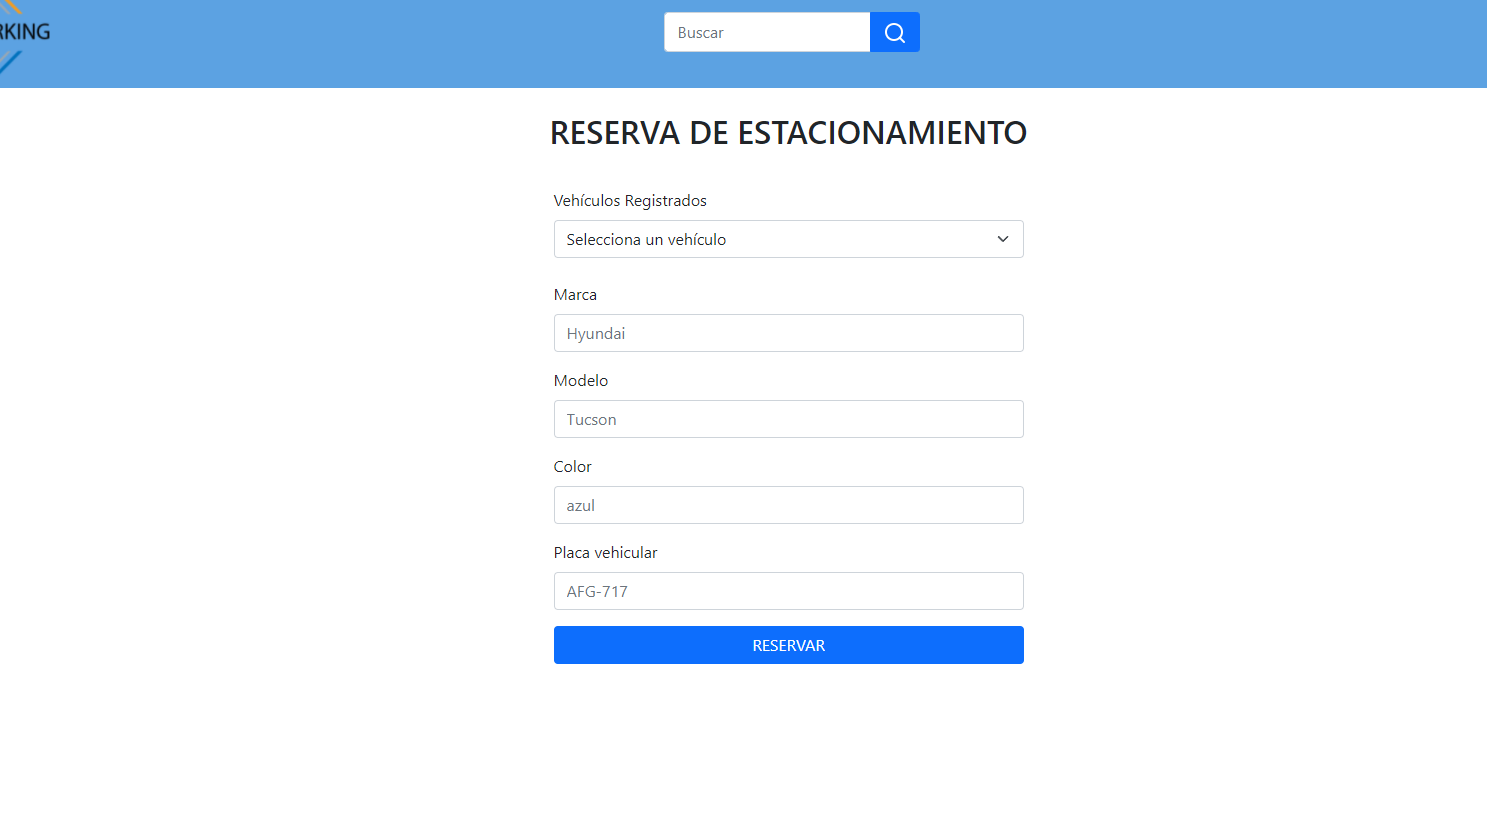 RKING
Buscar
RESERVA DE ESTACIONAMIENTO
Vehículos Registrados
Selecciona un vehículo
Marca
Hyundai
Modelo
Tucson
Color
azul
Placa vehicular
AFG-717
RESERVAR